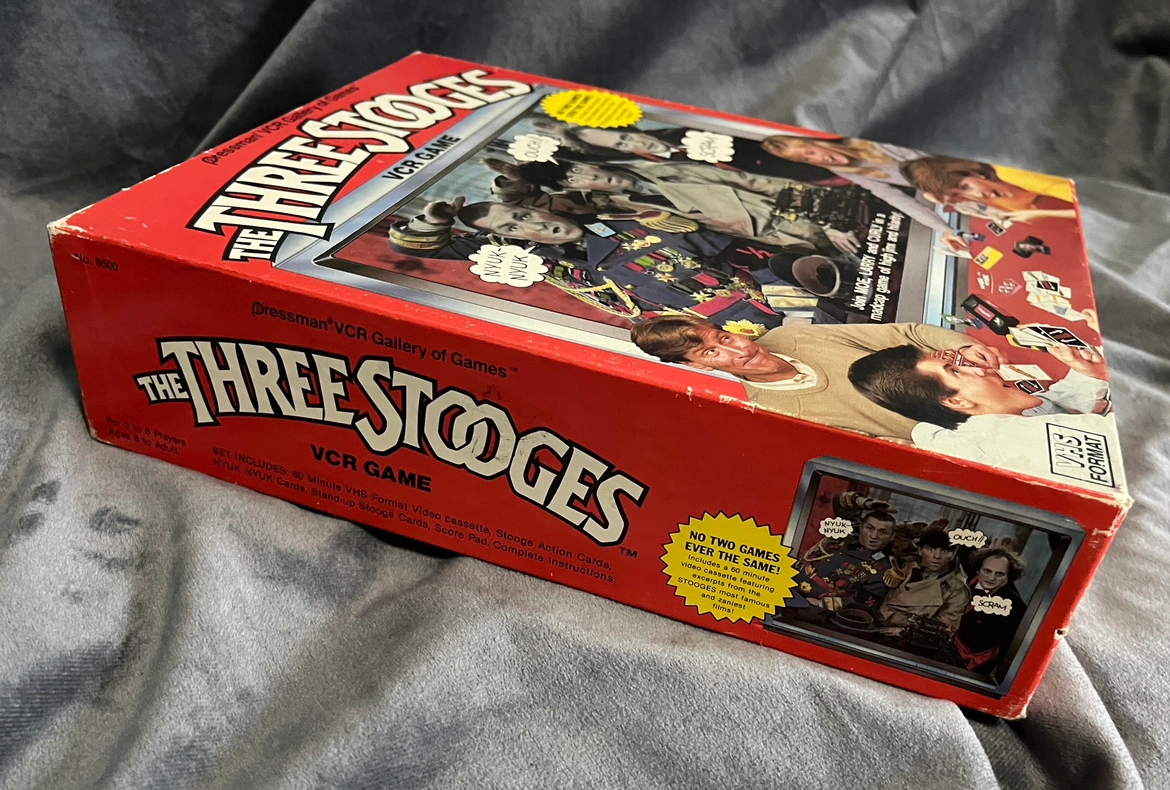 pressman® VCR Gallery of Games™
THE THREE STOOGES
VCR GAME
OUCH!
SCRAM
NYUK-
NYUK
Join MOE, LARRY and CURLY in a
madcap game of high jinx and hilarity.
VHS
FORMAT
No. 8500
pressman® VCR Gallery of Games™
THE THREE STOOGES™
VCR GAME
For 3 to 6 Players
Ages 8 to Adult
SET INCLUDES: 60 Minute VHS Format Video cassette, Stooge Action Cards,
NYUK NYUK Cards, Stand-up Stooge Cards, Score Pad, Complete Instructions.
NO TWO GAMES
EVER THE SAME!
Includes a 60 minute
video cassette featuring
excerpts from the
STOOGES most famous
and zaniest
films!
NYUK-
NYUK
OUCH!!
SCRAM